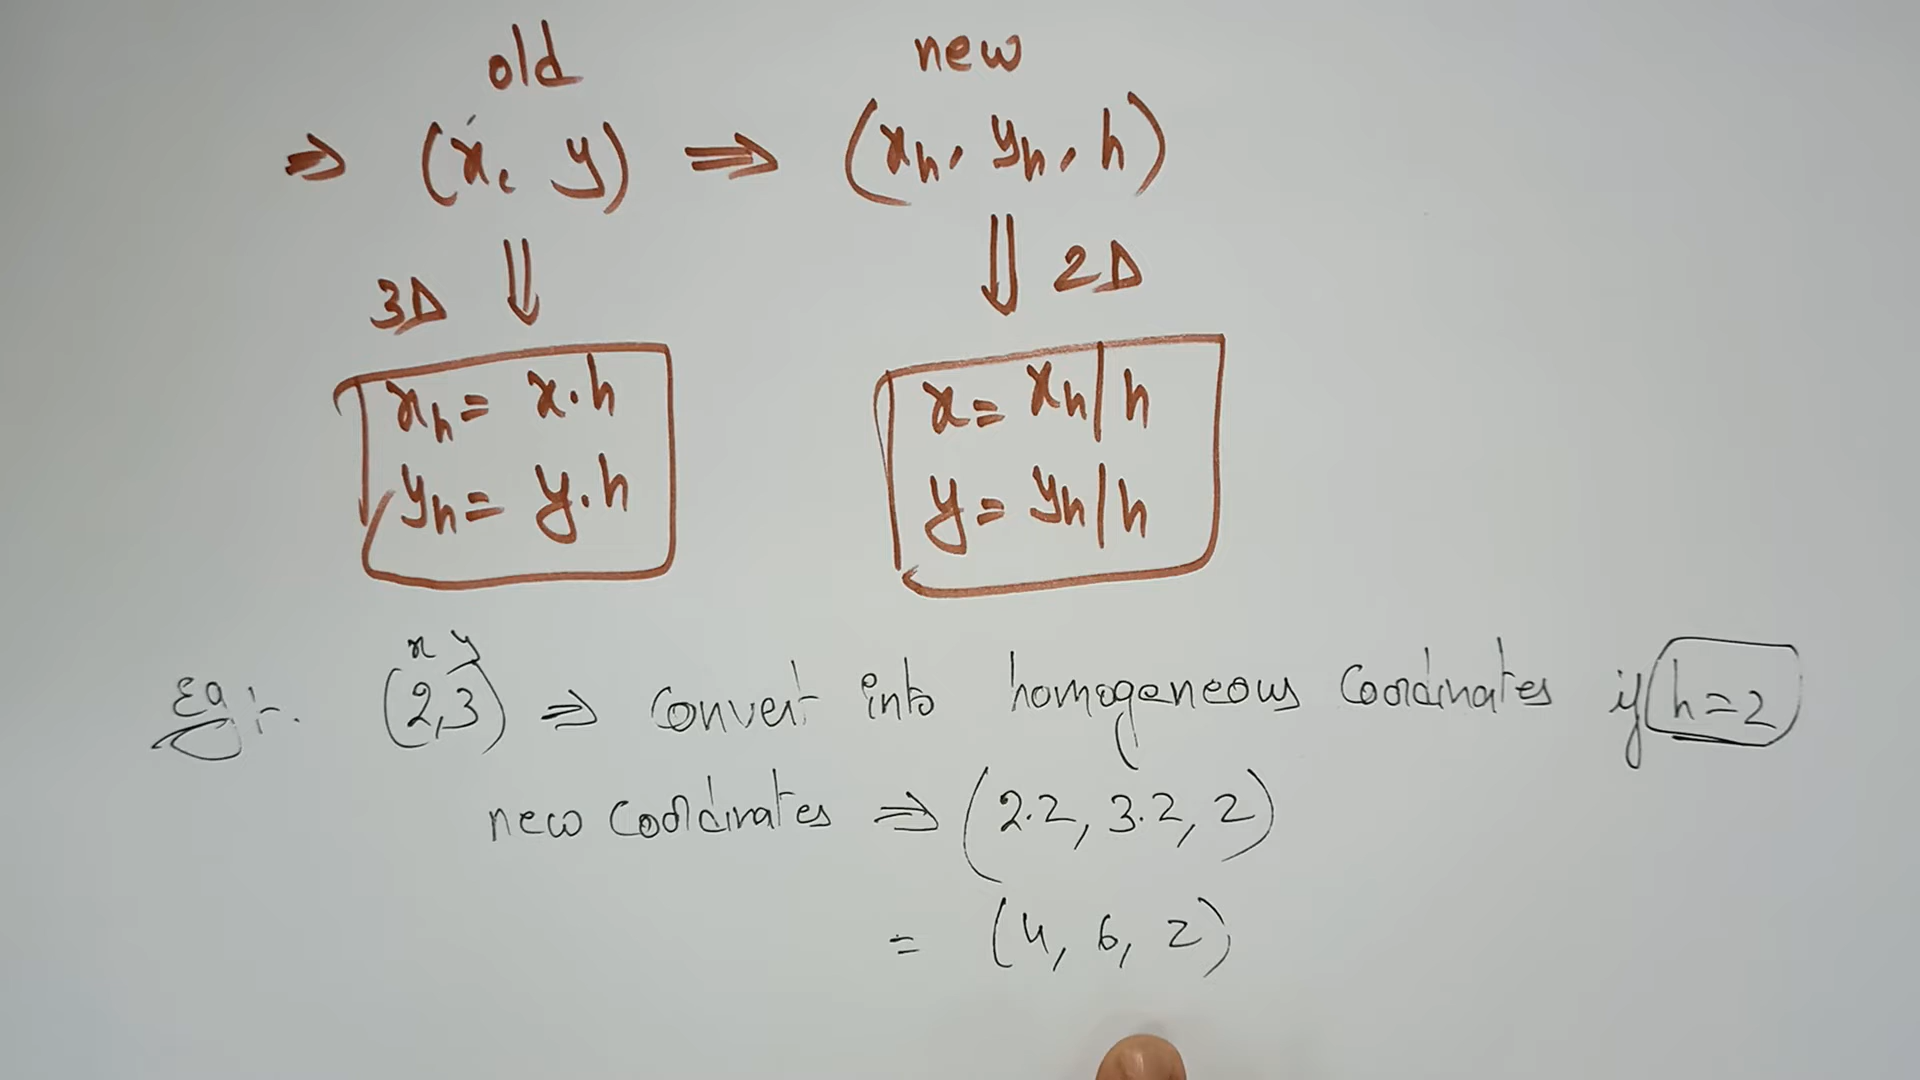 old new
⇒ (x, y) ⇒ (xₕ, yₕ, h)
3D ⇓ ⇓ 2D
xₕ = x.h x = xₕ|h
yₕ = y.h y = yₕ|h
x y
Eg :-. (2,3) ⇒ convert into homogeneous coordinates if h=2
new coordinates ⇒ (2.2, 3.2, 2)
= (4, 6, 2)